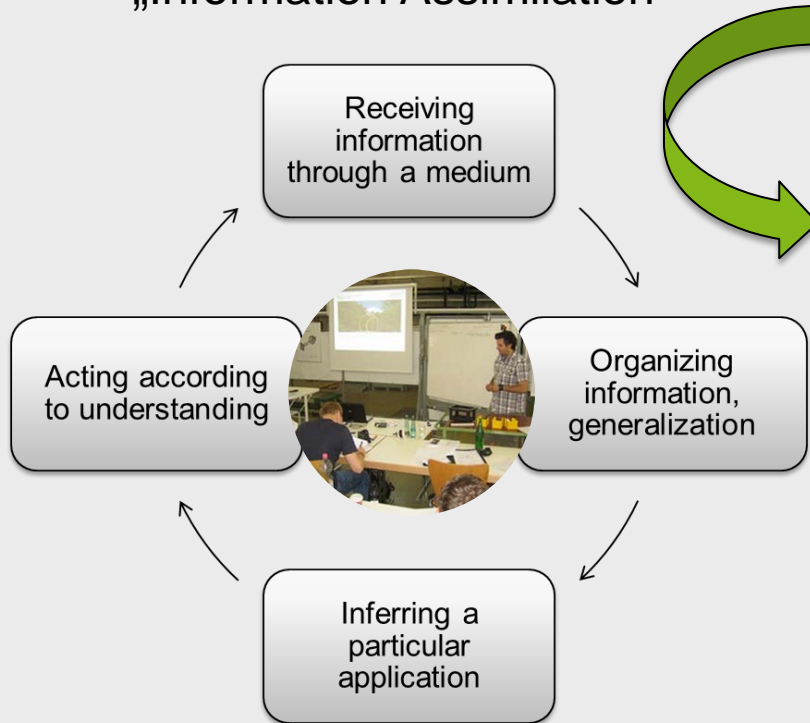 „Information Assimilation
Receiving
information
through a medium
Acting according
to understanding
Organizing
information,
generalization
Inferring a
particular
application